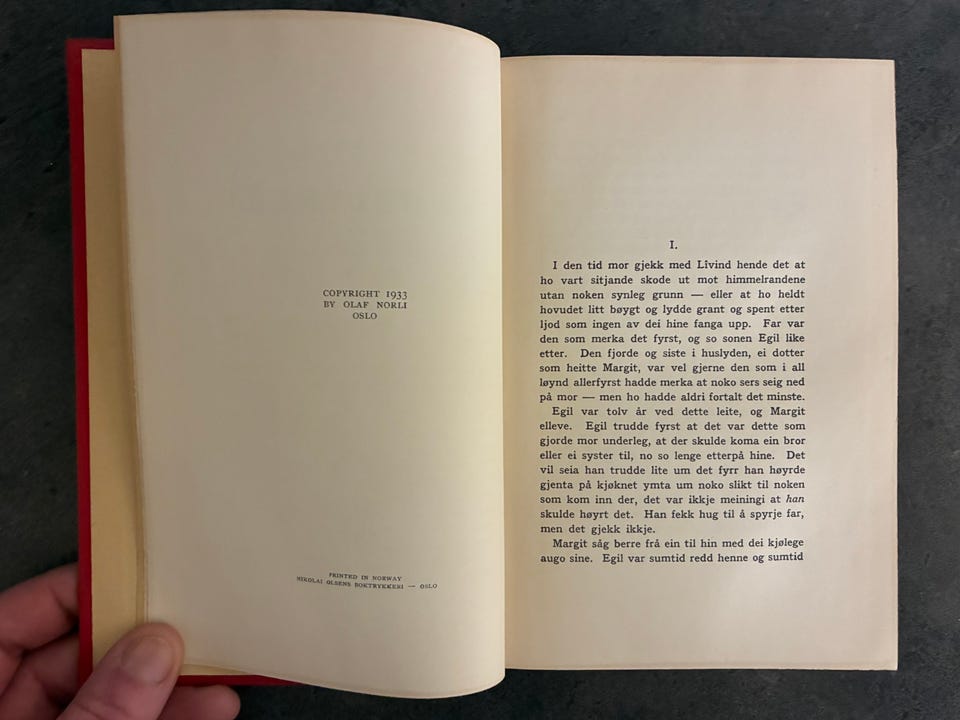 COPYRIGHT 1933
BY OLAF NORLI
OSLO
PRINTED IN NORWAY
NIKOLAI OLSENS BOKTRYKKERI — OSLO
I.
I den tid mor gjekk med Livind hende det at
ho vart sitjande skode ut mot himmelrandene
utan noken synleg grunn — eller at ho heldt
hovudet litt bøygt og lydde grant og spent etter
ljod som ingen av dei hine fanga upp. Far var
den som merka det fyrst, og so sonen Egil like
etter. Den fjorde og siste i huslyden, ei dotter
som heitte Margit, var vel gjerne den som i all
løynd allerfyrst hadde merka at noko sers seig ned
på mor — men ho hadde aldri fortalt det minste.
Egil var tolv år ved dette leite, og Margit
elleve. Egil trudde fyrst at det var dette som
gjorde mor underleg, at der skulde koma ein bror
eller ei syster til, no so lenge etterpå hine. Det
vil seia han trudde lite um det fyrr han høyrde
gjenta på kjøknet ymta um noko slikt til noken
som kom inn der, det var ikkje meiningi at han
skulde høyrt det. Han fekk hug til å spyrje far,
men det gjekk ikkje.
Margit såg berre frå ein til hin med dei kjølege
augo sine. Egil var sumtid redd henne og sumtid